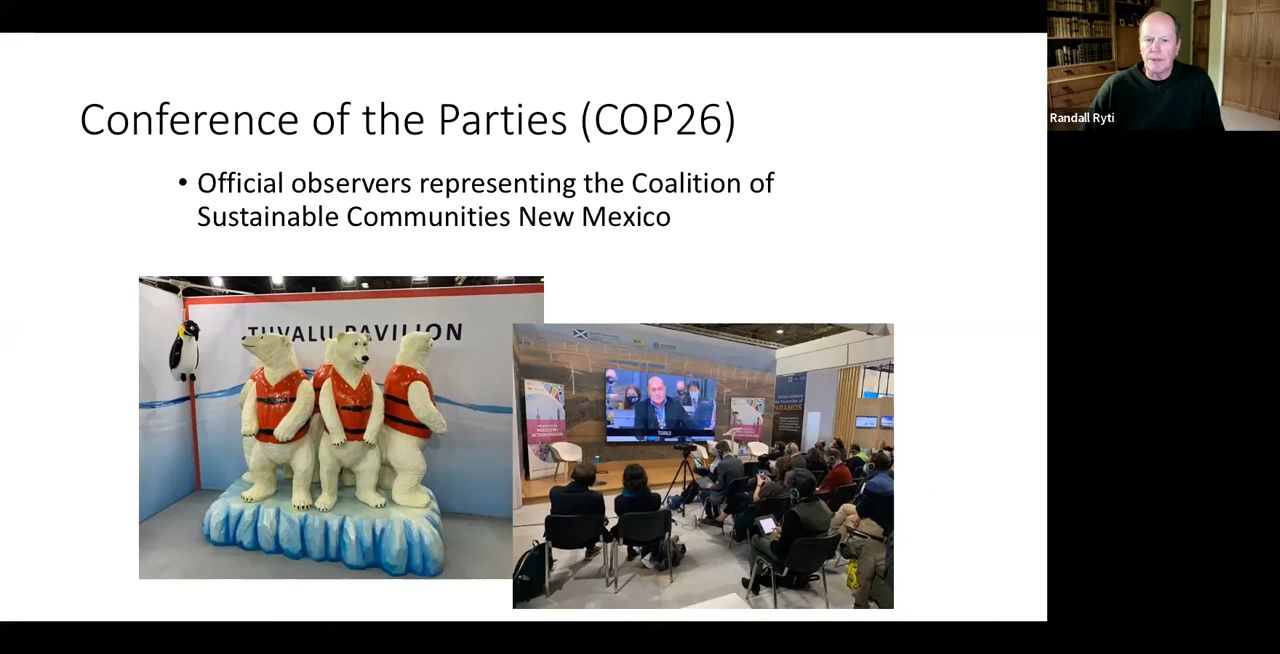 Conference of the Parties (COP26)
• Official observers representing the Coalition of
Sustainable Communities New Mexico
TUVALU PAVILION
TUVALU
Randall Ryti